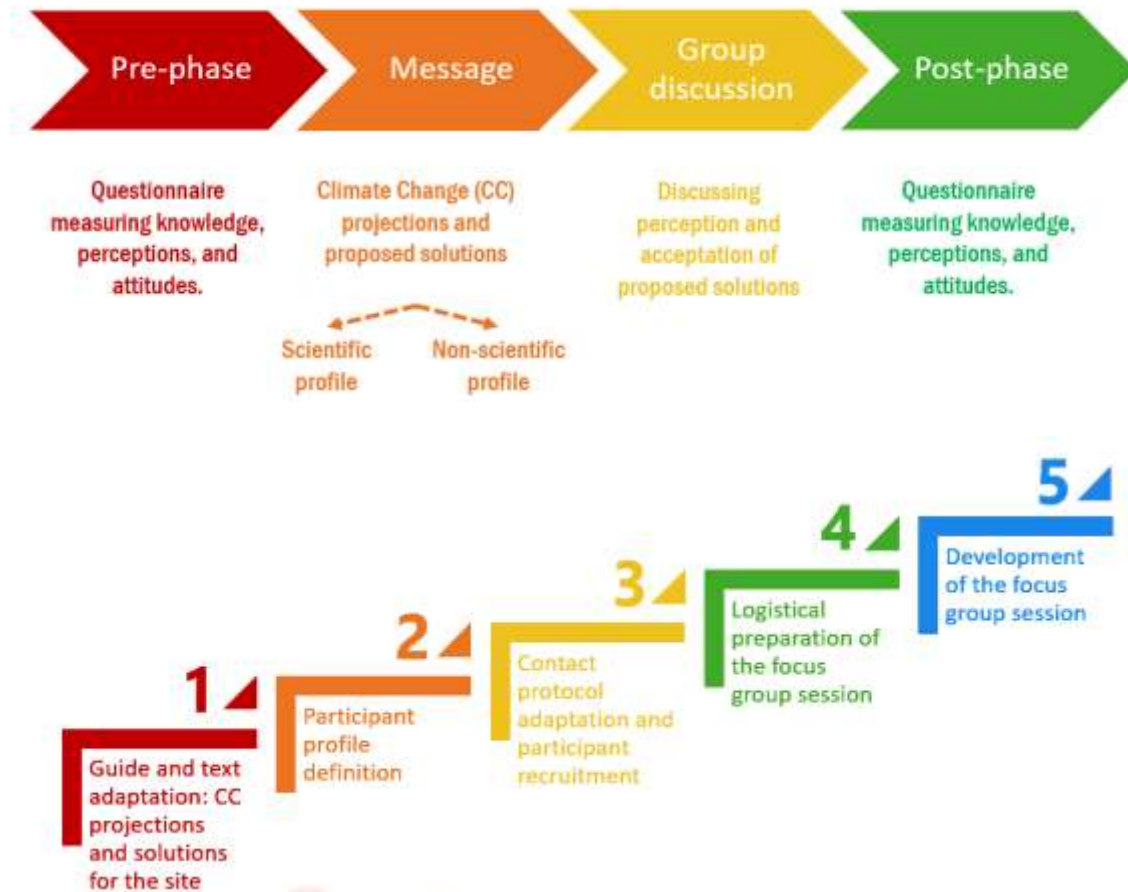 Pre-phase
Message
Group
discussion
Post-phase
Questionnaire
measuring knowledge,
perceptions, and
attitudes.
Climate Change (CC)
projections and
proposed solutions
Scientific
profile
Non-scientific
profile
Discussing
perception and
acceptation of
proposed solutions
Questionnaire
measuring knowledge,
perceptions, and
attitudes.
1
Guide and text
adaptation: CC
projections
and solutions
for the site
2
Participant
profile
definition
3
Contact
protocol
adaptation and
participant
recruitment
4
Logistical
preparation of
the focus
group session
5
Development
of the focus
group session